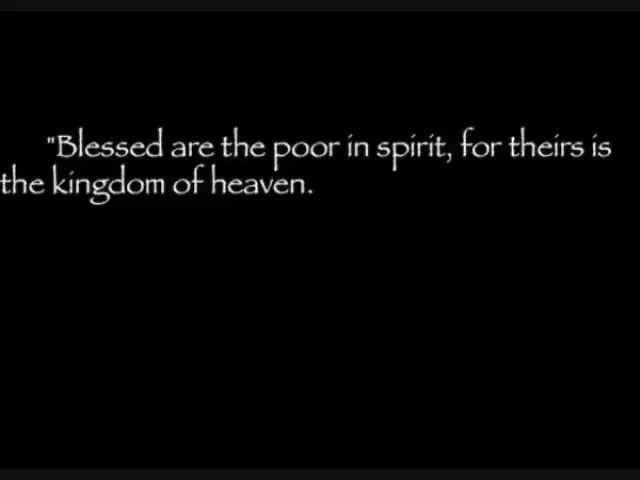 "Blessed are the poor in spirit, for theirs is
the kingdom of heaven.